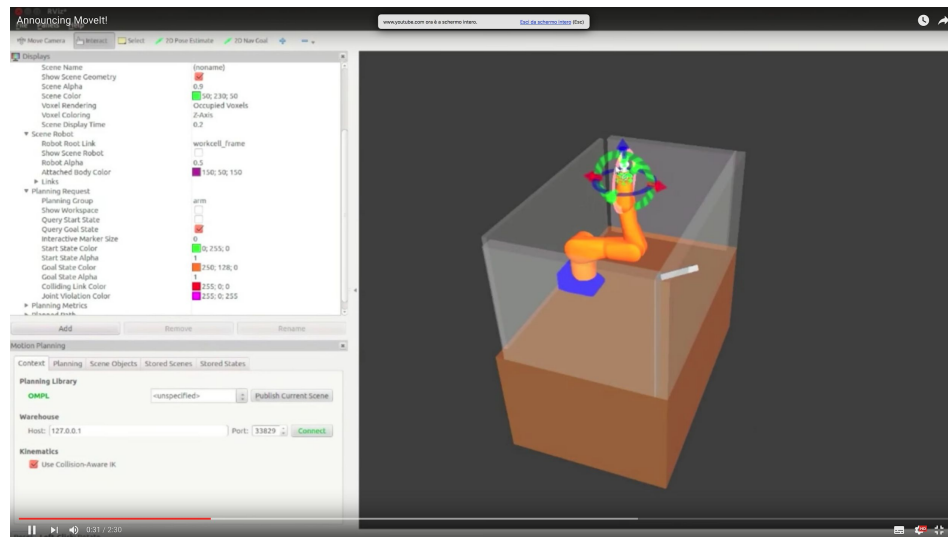 Announcing MoveIt!
www.youtube.com ora è a schermo intero. Esci da schermo intero (Esc)
Move Camera Interact Select 2D Pose Estimate 2D Nav Goal
Displays
Scene Name (noname)
Show Scene Geometry
Scene Alpha 0.9
Scene Color 50; 230; 50
Voxel Rendering Occupied Voxels
Voxel Coloring Z-Axis
Scene Display Time 0.2
Scene Robot
Robot Root Link workcell_frame
Show Scene Robot
Robot Alpha 0.5
Attached Body Color 150; 50; 150
Links
Planning Request
Planning Group arm
Show Workspace
Query Start State
Query Goal State
Interactive Marker Size 0
Start State Color 0; 255; 0
Start State Alpha 1
Goal State Color 250; 128; 0
Goal State Alpha 1
Colliding Link Color 255; 0; 0
Joint Violation Color 255; 0; 255
Planning Metrics
Planned Path
Add Remove Rename
Motion Planning
Context Planning Scene Objects Stored Scenes Stored States
Planning Library
OMPL <unspecified> Publish Current Scene
Warehouse
Host: 127.0.0.1 Port: 33829 Connect
Kinematics
Use Collision-Aware IK
0:31 / 2:30
HD